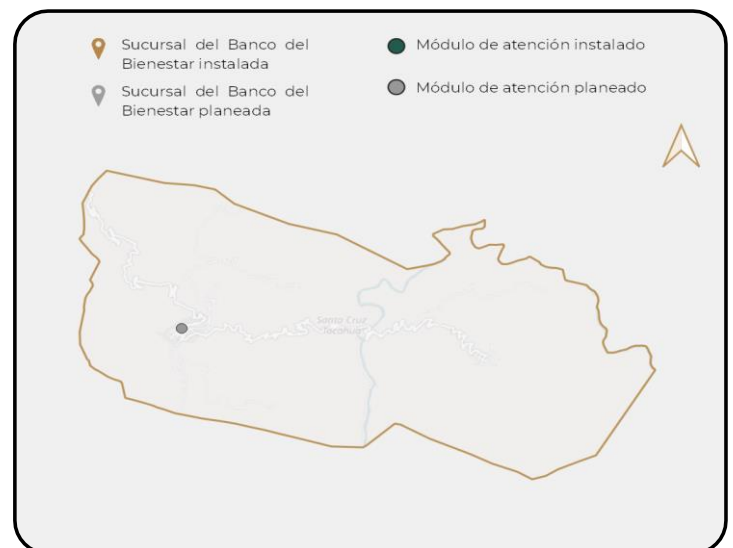 Sucursal del Banco del
Bienestar instalada
Sucursal del Banco del
Bienestar planeada
Módulo de atención instalado
Módulo de atención planeado
Santa Cruz
Tacahua